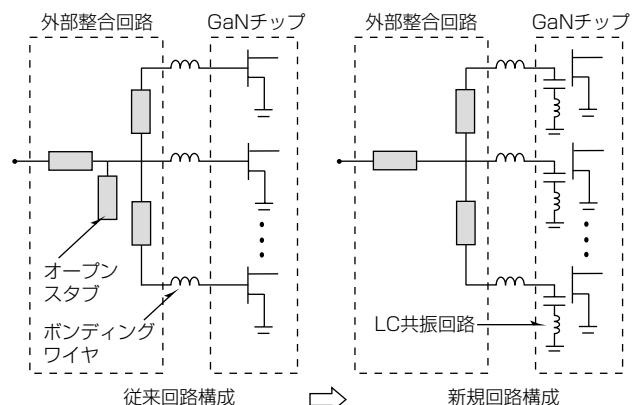 外部整合回路
GaNチップ
外部整合回路
GaNチップ
オープン
スタブ
ボンディング
ワイヤ
LC共振回路
従来回路構成
新規回路構成